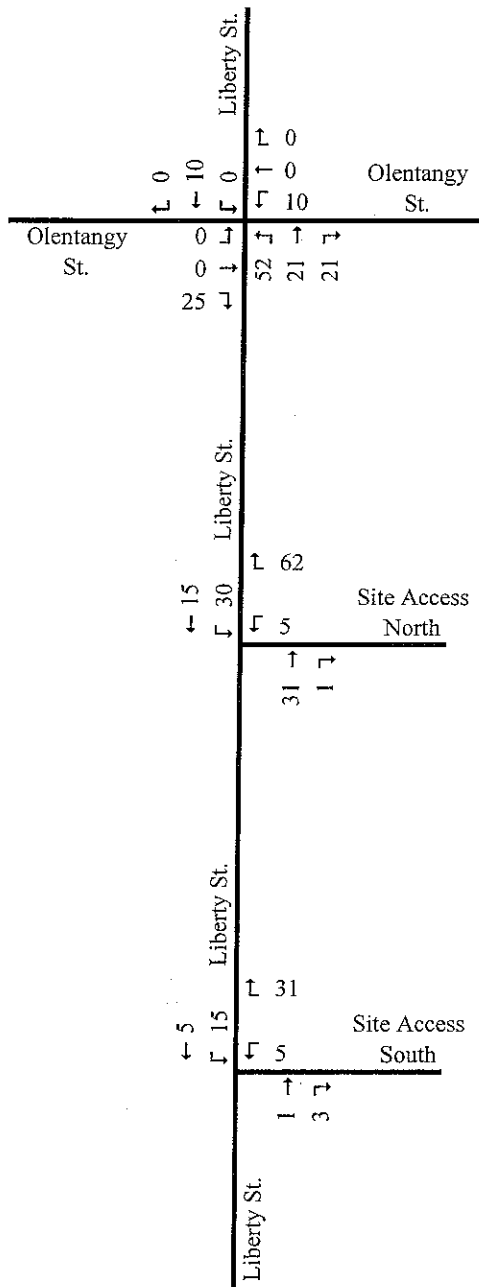 Liberty St.
0
10
0
0
0
10
Olentangy
St.
Olentangy
St.
0
0
25
52
21
21
Liberty St.
15
30
62
5
Site Access
North
31
1
Liberty St.
5
15
31
5
Site Access
South
1
3
Liberty St.